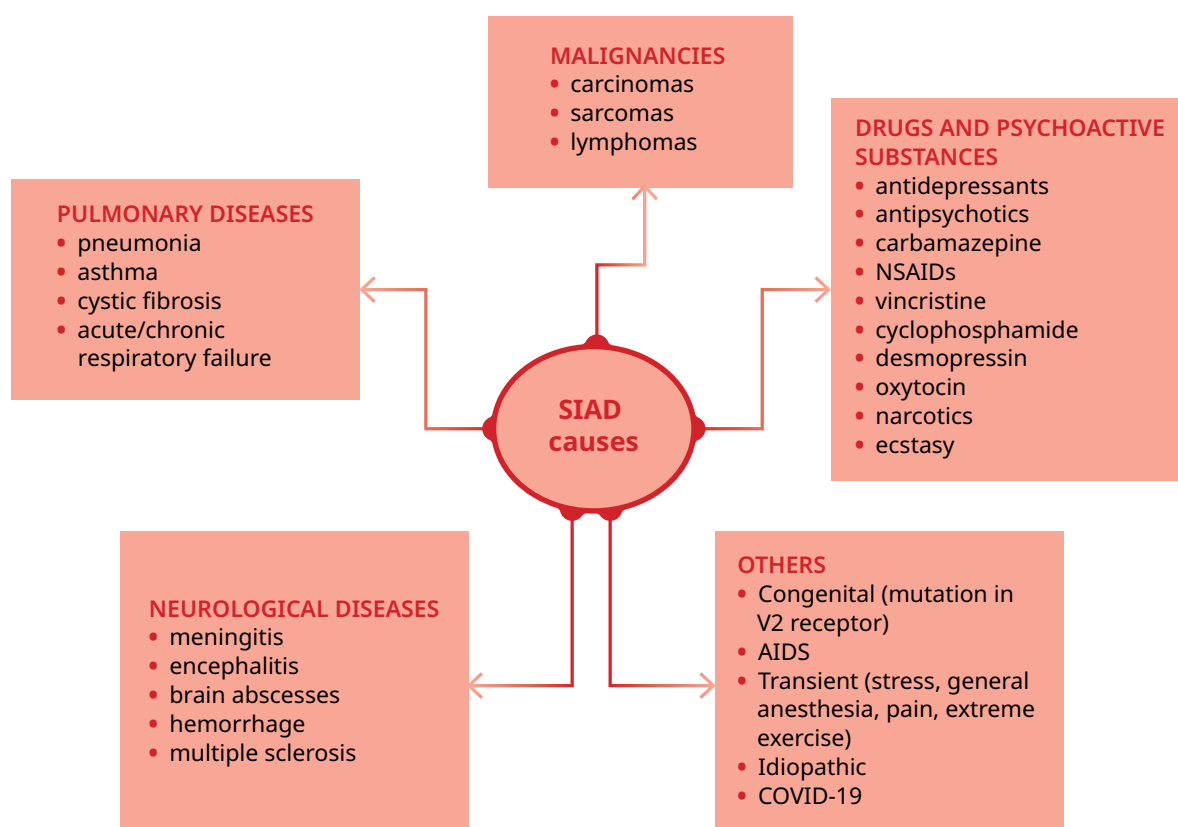 MALIGNANCIES
• carcinomas
• sarcomas
• lymphomas
DRUGS AND PSYCHOACTIVE
SUBSTANCES
• antidepressants
• antipsychotics
• carbamazepine
• NSAIDs
• vincristine
• cyclophosphamide
• desmopressin
• oxytocin
• narcotics
• ecstasy
PULMONARY DISEASES
• pneumonia
• asthma
• cystic fibrosis
• acute/chronic
respiratory failure
SIAD
causes
NEUROLOGICAL DISEASES
• meningitis
• encephalitis
• brain abscesses
• hemorrhage
• multiple sclerosis
OTHERS
• Congenital (mutation in
V2 receptor)
• AIDS
• Transient (stress, general
anesthesia, pain, extreme
exercise)
• Idiopathic
• COVID-19